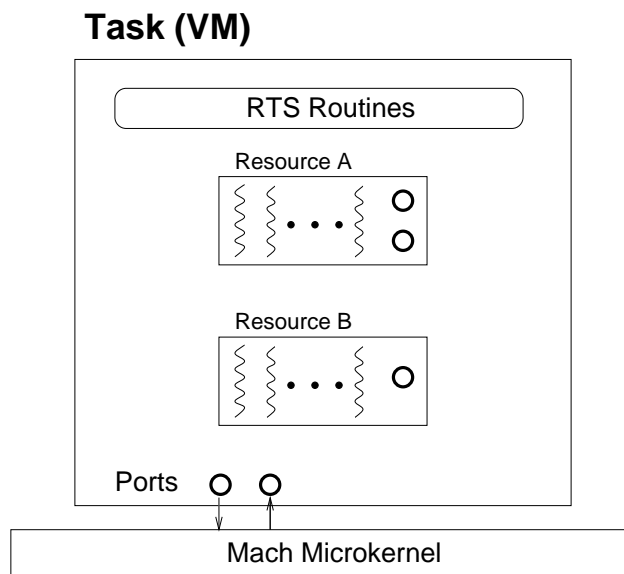 Task (VM)
RTS Routines
Resource A
Resource B
Ports
Mach Microkernel